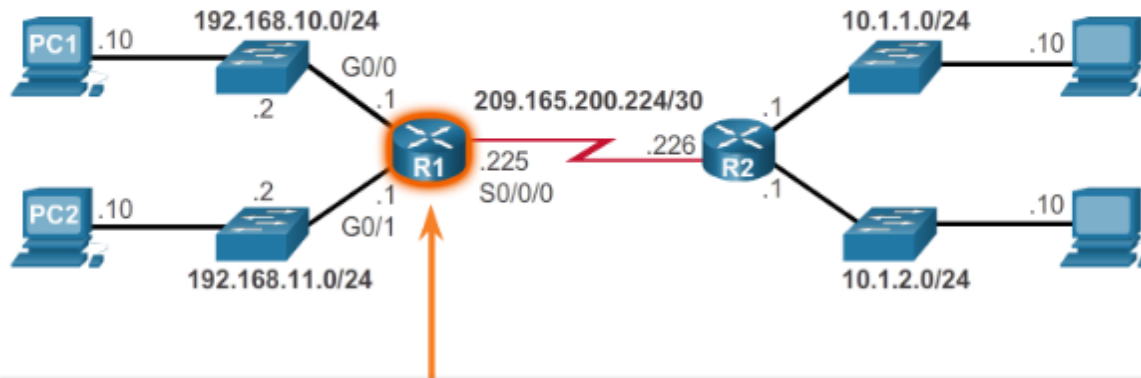 192.168.10.0/24
10.1.1.0/24
PC1
.10
G0/0
.10
.2
.1
209.165.200.224/30
.1
R1
.225
.226
R2
S0/0/0
.1
.2
.1
PC2
.10
G0/1
.10
192.168.11.0/24
10.1.2.0/24